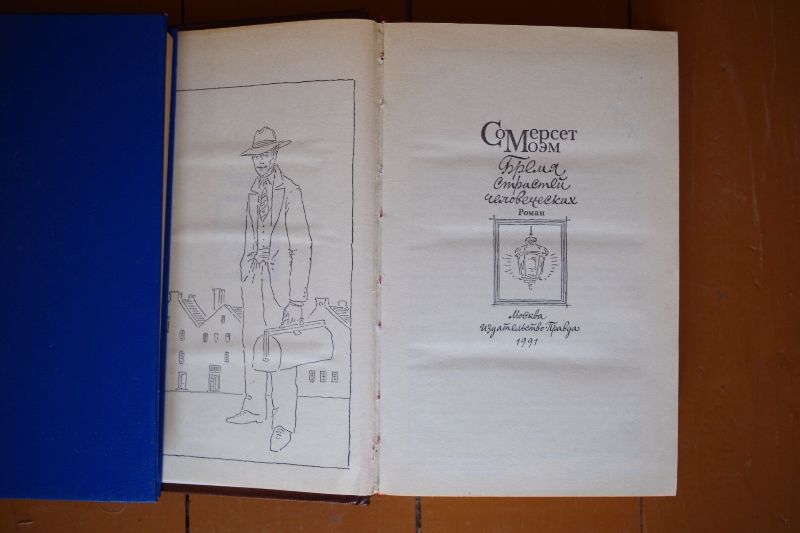 Сомерсет
Моэм
Бремя
страстей
человеческих
Роман
Москва
издательство·Правда
1991